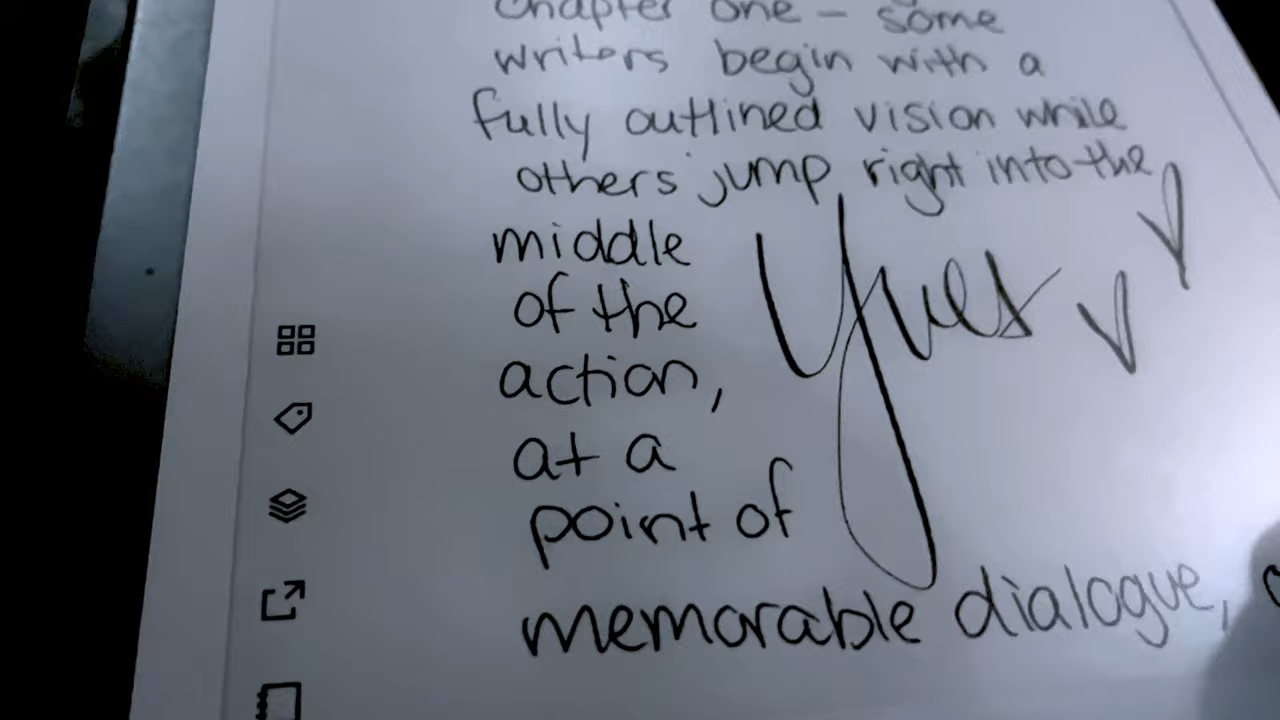 Chapter one – some
writers begin with a
fully outlined vision while
others jump right into the
middle
of the
action,
at a
point of
memorable dialogue,
Yves